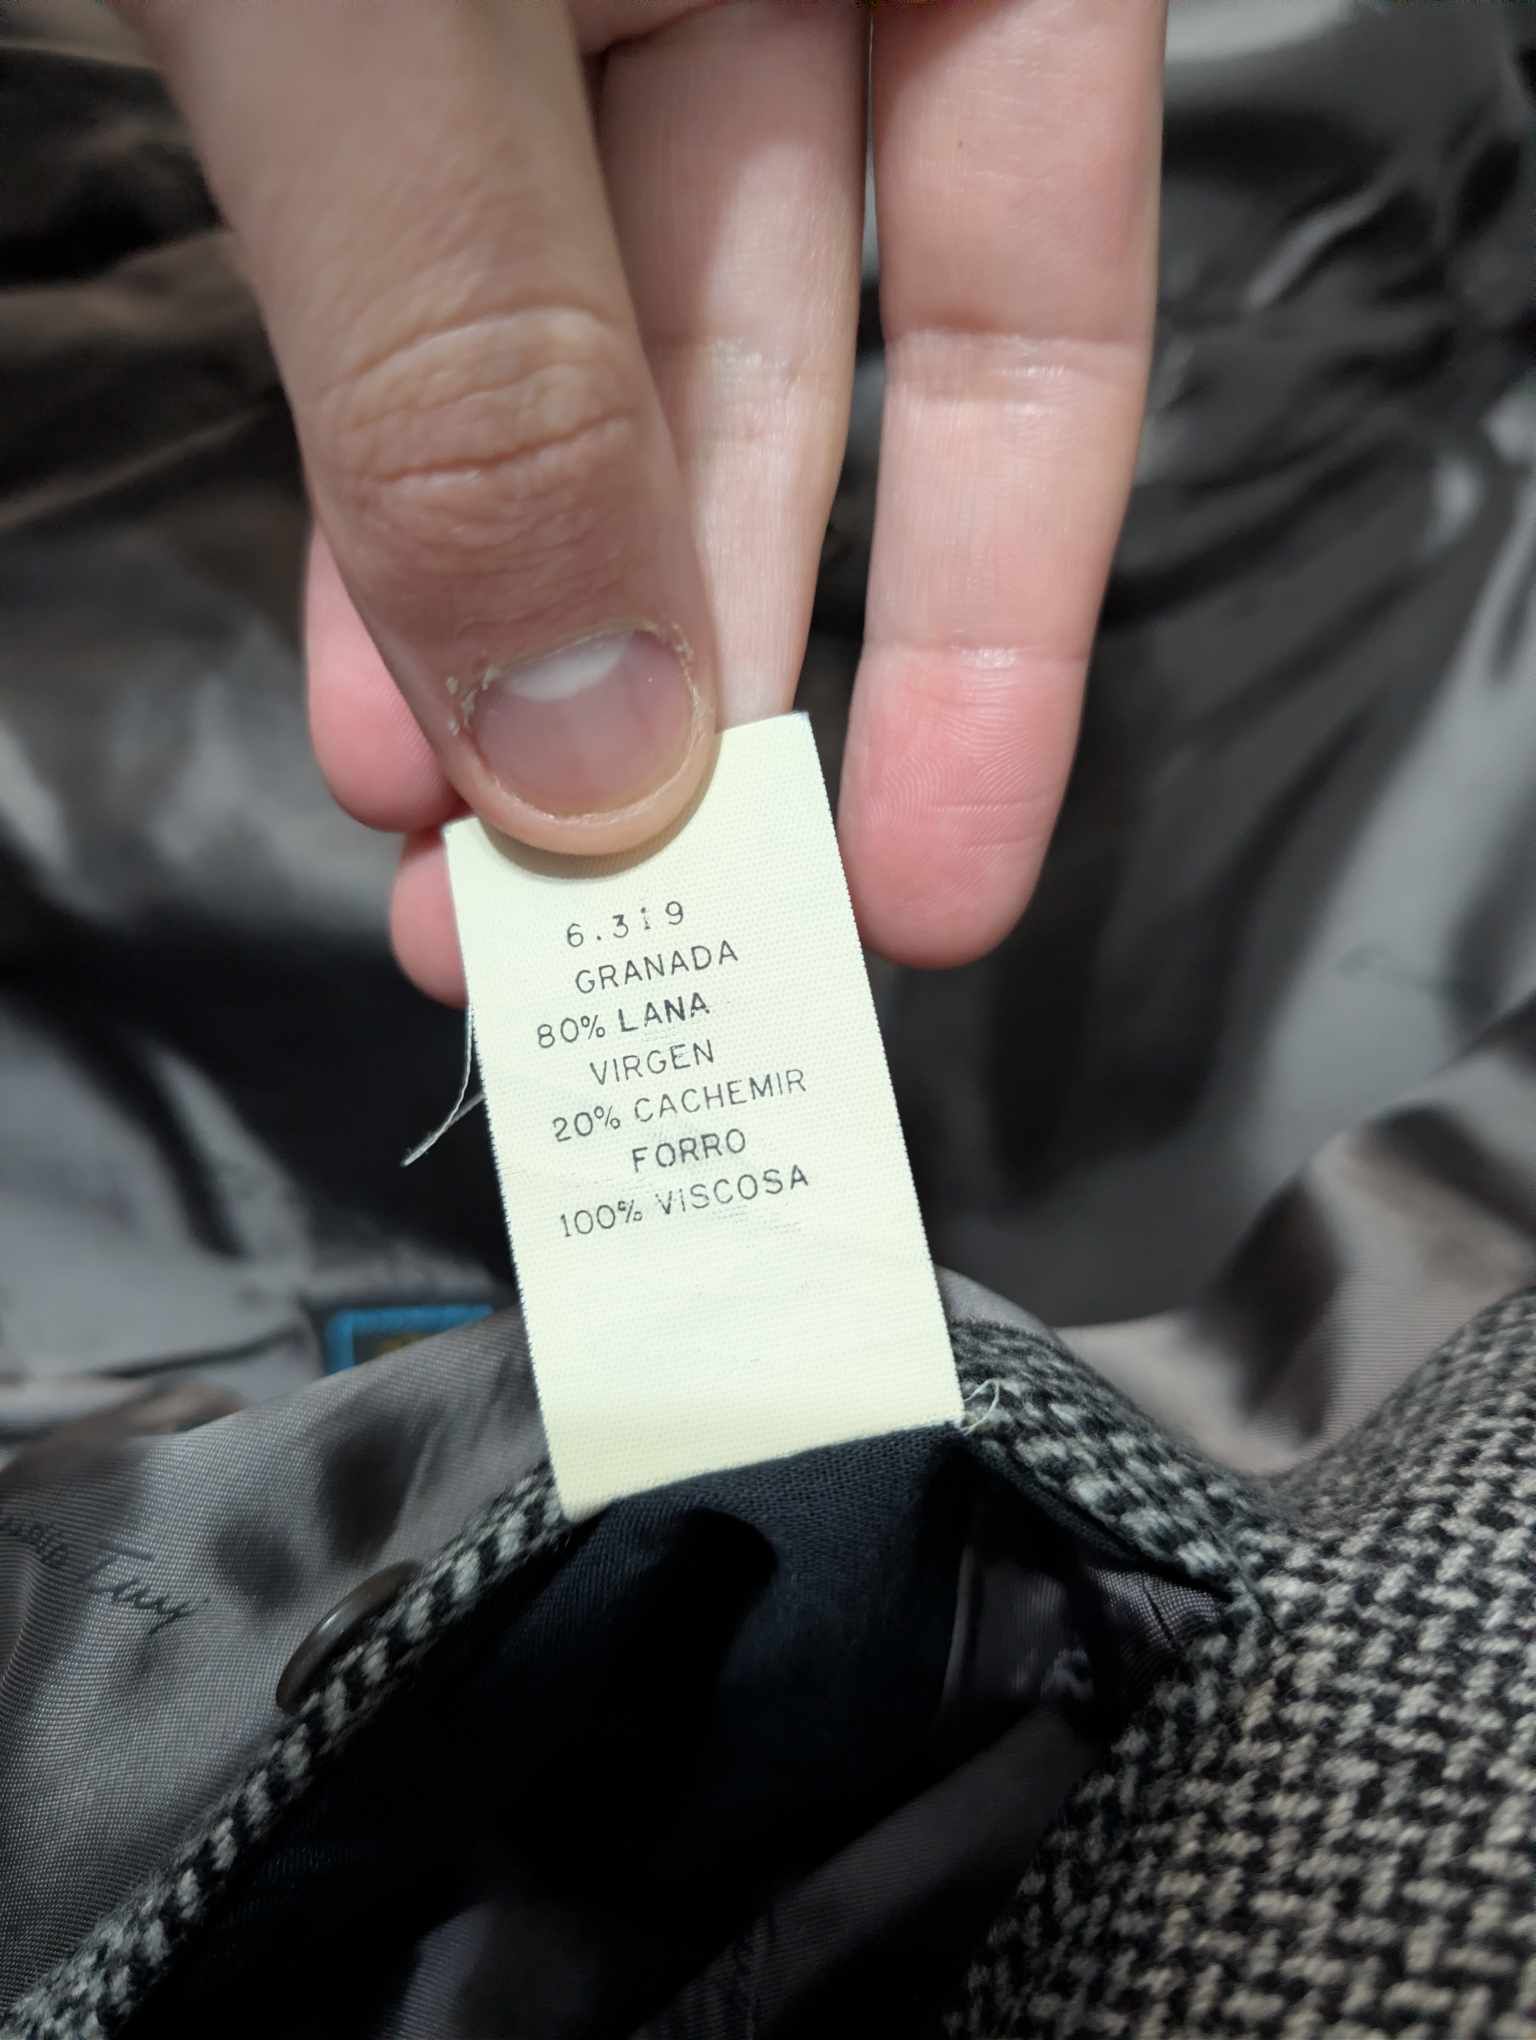 6.319
GRANADA
80% LANA
VIRGEN
20% CACHEMIR
FORRO
100% VISCOSA